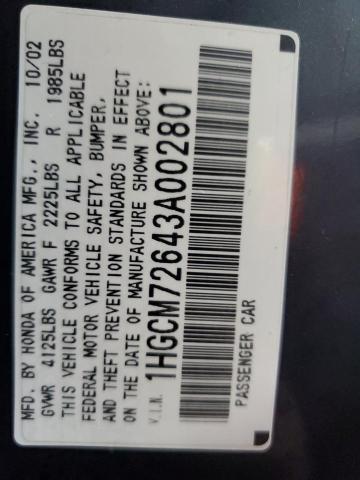 MFD. BY HONDA OF AMERICA MFG., INC. 10/02
GVWR 4125LBS GAWR F 2225LBS R 1985LBS
THIS VEHICLE CONFORMS TO ALL APPLICABLE
FEDERAL MOTOR VEHICLE SAFETY, BUMPER,
AND THEFT PREVENTION STANDARDS IN EFFECT
ON THE DATE OF MANUFACTURE SHOWN ABOVE:
V.I.N. 1HGCM72643A002801
PASSENGER CAR